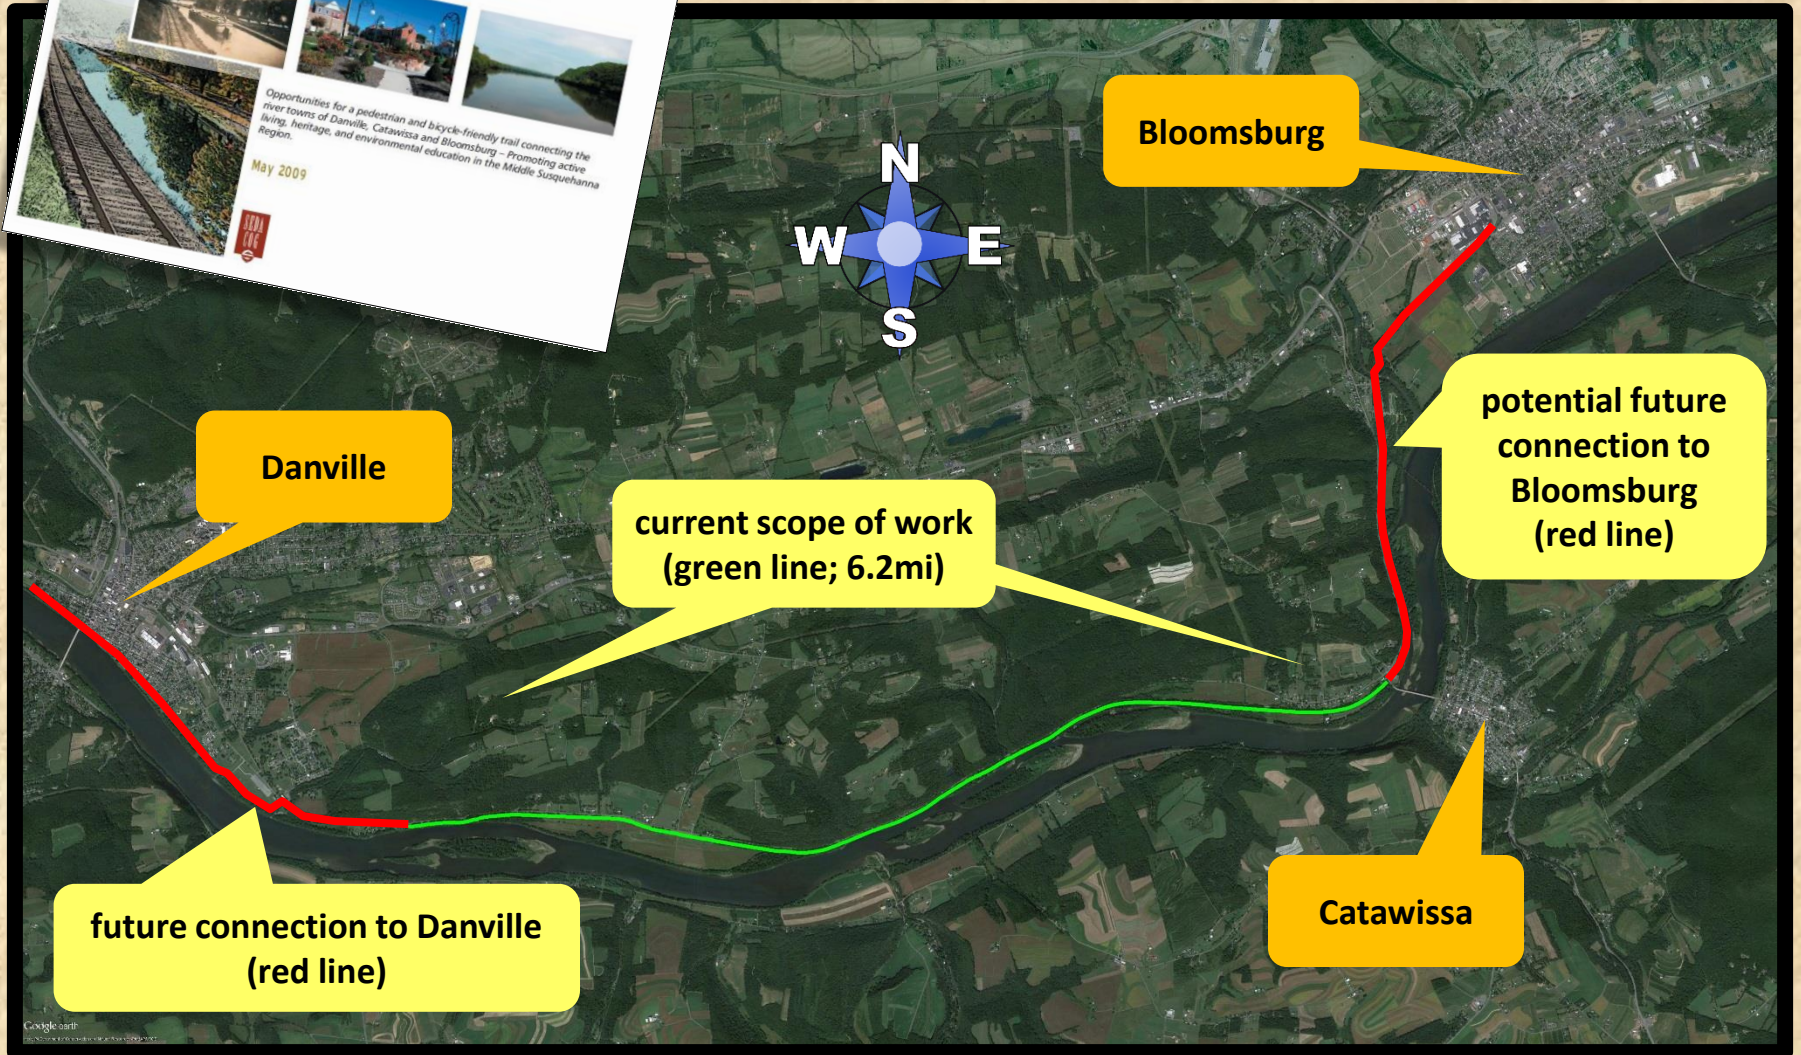 Opportunities for a pedestrian and bicycle-friendly trail connecting the
river towns of Danville, Catawissa and Bloomsburg – Promoting active
living, heritage, and environmental education in the Middle Susquehanna
Region.
May 2009
SEDA
COG
N
W E
S
Bloomsburg
potential future
connection to
Bloomsburg
(red line)
Danville
current scope of work
(green line; 6.2mi)
Catawissa
future connection to Danville
(red line)
Google earth